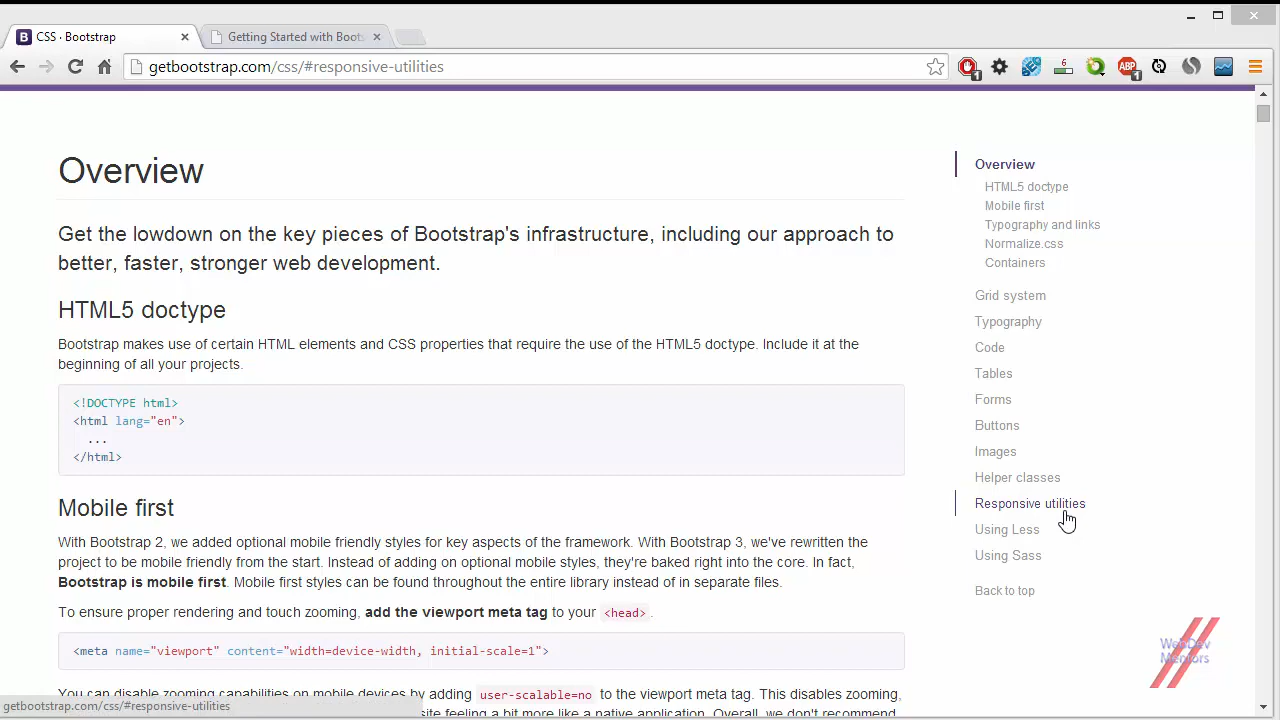 CSS · Bootstrap
Getting Started with Boots
getbootstrap.com/css/#responsive-utilities
1
6
ABP
1
Overview
Get the lowdown on the key pieces of Bootstrap's infrastructure, including our approach to
better, faster, stronger web development.
HTML5 doctype
Bootstrap makes use of certain HTML elements and CSS properties that require the use of the HTML5 doctype. Include it at the
beginning of all your projects.
<!DOCTYPE html>
<html lang="en">
...
</html>
Mobile first
With Bootstrap 2, we added optional mobile friendly styles for key aspects of the framework. With Bootstrap 3, we've rewritten the
project to be mobile friendly from the start. Instead of adding on optional mobile styles, they're baked right into the core. In fact,
Bootstrap is mobile first. Mobile first styles can be found throughout the entire library instead of in separate files.
To ensure proper rendering and touch zooming, add the viewport meta tag to your <head>.
<meta name="viewport" content="width=device-width, initial-scale=1">
You can disable zooming capabilities on mobile devices by adding user-scalable=no to the viewport meta tag. This disables zooming,
site feeling a bit more like a native application. Overall, we don't recommend
Overview
HTML5 doctype
Mobile first
Typography and links
Normalize.css
Containers
Grid system
Typography
Code
Tables
Forms
Buttons
Images
Helper classes
Responsive utilities
Using Less
Using Sass
Back to top
WebDev
Mentors
getbootstrap.com/css/#responsive-utilities